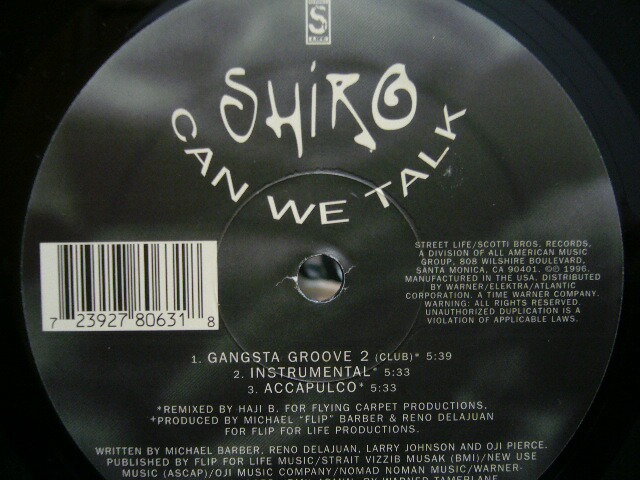 S
SHiRO
CAN WE TALK
STREET LIFE/SCOTTI BROS. RECORDS,
A DIVISION OF ALL AMERICAN MUSIC
GROUP, 808 WILSHIRE BOULEVARD,
SANTA MONICA, CA 90401. ©℗ 1996.
MANUFACTURED IN THE USA. DISTRIBUTED
BY WARNER/ELEKTRA/ATLANTIC
CORPORATION. A TIME WARNER COMPANY.
WARNING: ALL RIGHTS RESERVED.
UNAUTHORIZED DUPLICATION IS A
VIOLATION OF APPLICABLE LAWS.
7 23927 80631 8
1. GANGSTA GROOVE 2 (CLUB)* 5:39
2. INSTRUMENTAL* 5:33
3. ACCAPULCO* 5:33
*REMIXED BY HAJI B. FOR FLYING CARPET PRODUCTIONS.
*PRODUCED BY MICHAEL "FLIP" BARBER & RENO DELAJUAN
FOR FLIP FOR LIFE PRODUCTIONS.
WRITTEN BY MICHAEL BARBER, RENO DELAJUAN, LARRY JOHNSON AND OJI PIERCE.
PUBLISHED BY FLIP FOR LIFE MUSIC/STRAIT VIZZIB MUSAK (BMI)/NEW USE
MUSIC (ASCAP)/OJI MUSIC COMPANY/NOMAD NOMAN MUSIC/WARNER-
BY WARNER TAMERLANE